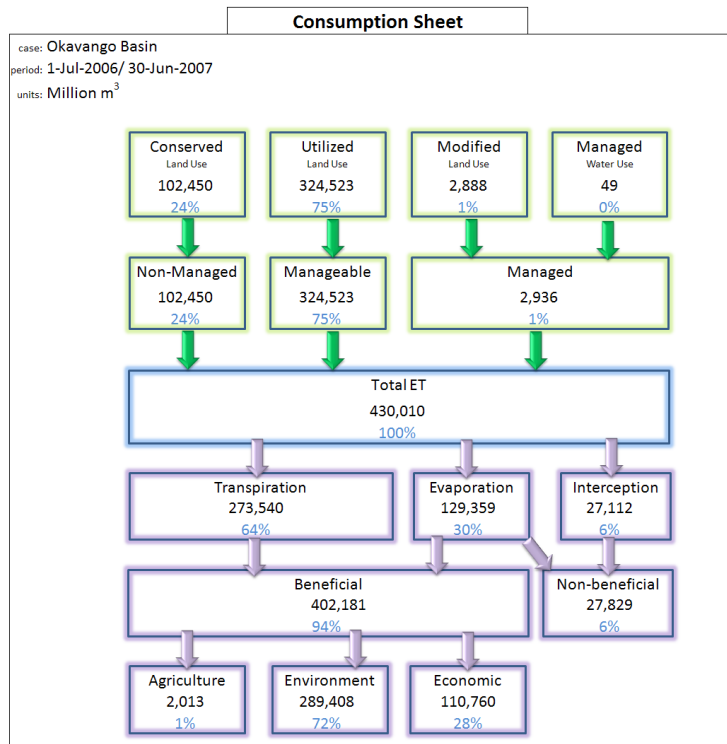 Consumption Sheet
case: Okavango Basin
period: 1-Jul-2006/ 30-Jun-2007
units: Million m³
Conserved Utilized Modified Managed
Land Use Land Use Land Use Water Use
102,450 324,523 2,888 49
24% 75% 1% 0%
Non-Managed Manageable Managed
102,450 324,523 2,936
24% 75% 1%
Total ET
430,010
100%
Transpiration Evaporation Interception
273,540 129,359 27,112
64% 30% 6%
Beneficial Non-beneficial
402,181 27,829
94% 6%
Agriculture Environment Economic
2,013 289,408 110,760
1% 72% 28%